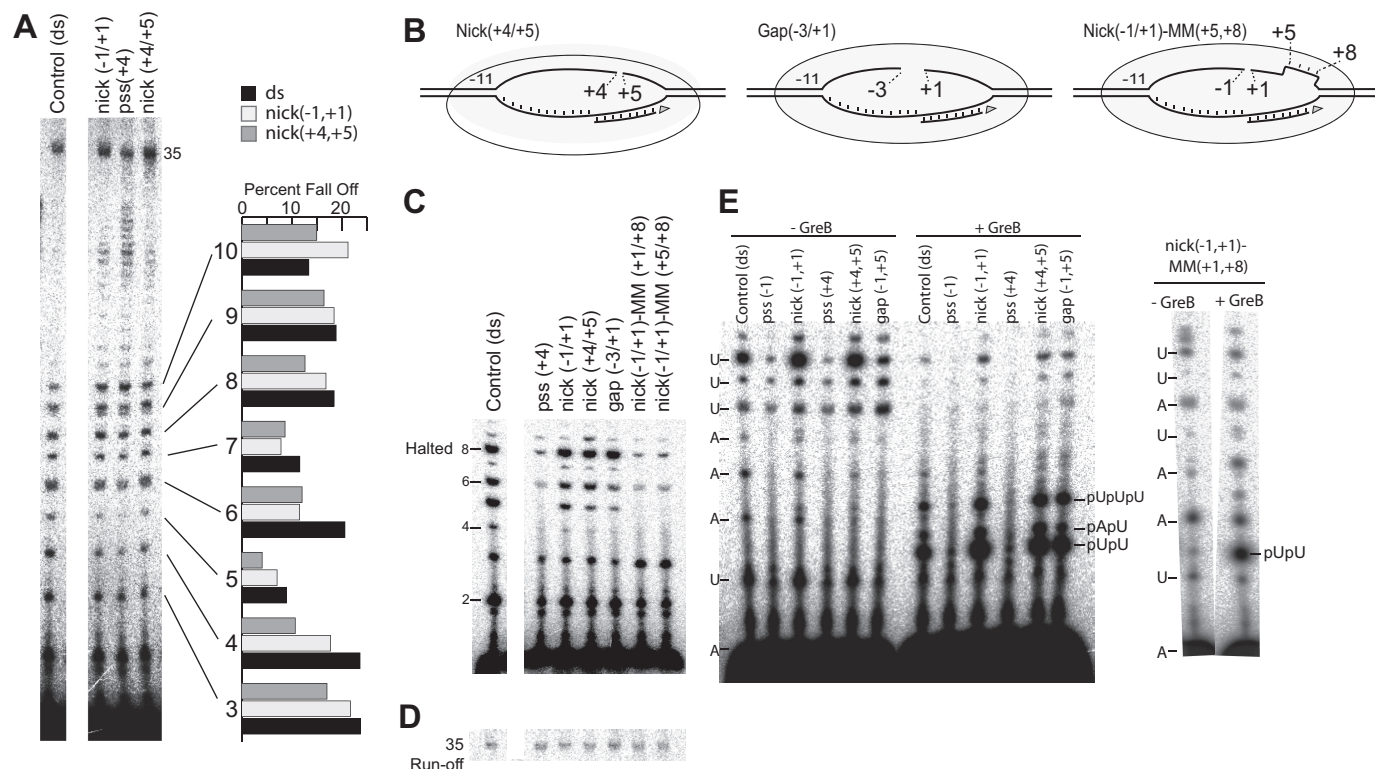 A
Control (ds)
nick (-1/+1)
pss(+4)
nick (+4/+5)
35
ds
nick(-1,+1)
nick(+4,+5)
Percent Fall Off
0 10 20
10
9
8
7
6
5
4
3
B
Nick(+4/+5)
-11
+4 +5
Gap(-3/+1)
-11
-3 +1
Nick(-1/+1)-MM(+5,+8)
+5
+8
-11
-1 +1
C
Control (ds)
pss (+4)
nick (-1/+1)
nick (+4/+5)
gap (-3/+1)
nick(-1/+1)-MM (+1/+8)
nick(-1/+1)-MM (+5/+8)
Halted 8
6
4
2
D
35
Run-off
E
- GreB
+ GreB
Control (ds)
pss (-1)
nick (-1,+1)
pss (+4)
nick (+4,+5)
gap (-1,+5)
Control (ds)
pss (-1)
nick (-1,+1)
pss (+4)
nick (+4,+5)
gap (-1,+5)
U
U
U
A
A
A
U
A
pUpUpU
pApU
pUpU
nick(-1,+1)-
MM(+1,+8)
- GreB + GreB
U
U
A
U
A
A
U
A
pUpU